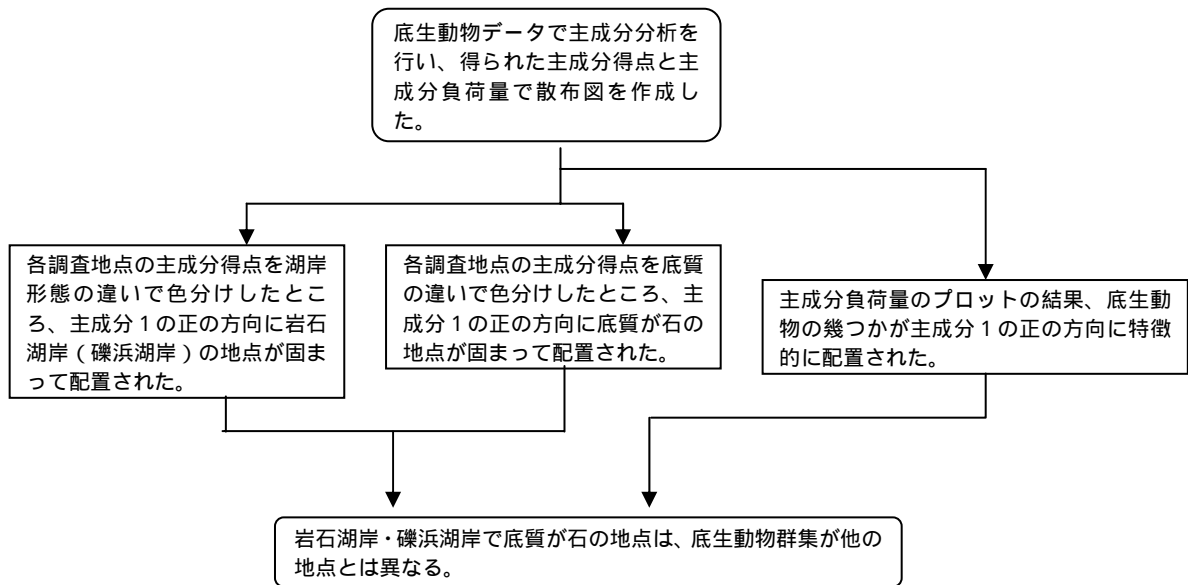 底生動物データで主成分分析を
行い、得られた主成分得点と主
成分負荷量で散布図を作成し
た。
各調査地点の主成分得点を湖岸
形態の違いで色分けしたとこ
ろ、主成分1の正の方向に岩石
湖岸(礫浜湖岸)の地点が固ま
って配置された。
各調査地点の主成分得点を底質
の違いで色分けしたところ、主
成分1の正の方向に底質が石の
地点が固まって配置された。
主成分負荷量のプロットの結果、底生動
物の幾つかが主成分1の正の方向に特徴
的に配置された。
岩石湖岸・礫浜湖岸で底質が石の地点は、底生動物群集が他の
地点とは異なる。